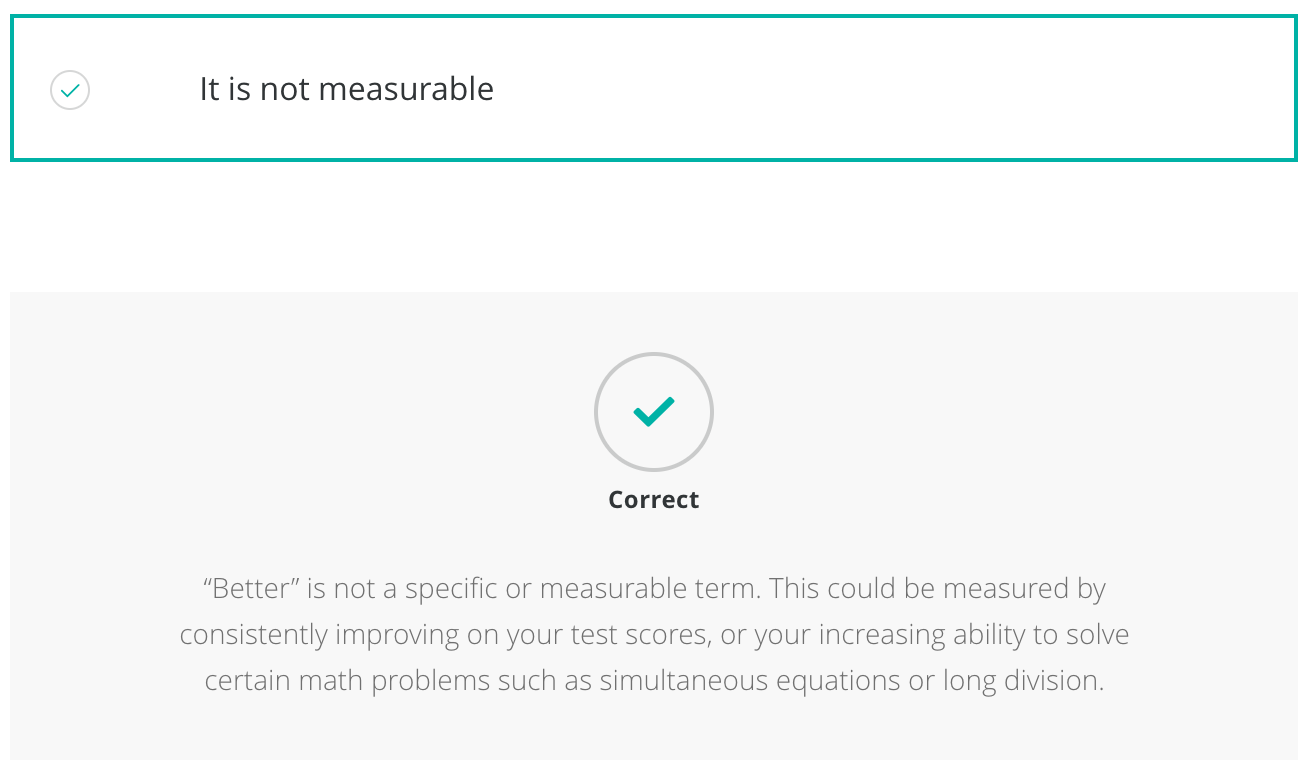 It is not measurable
Correct
“Better” is not a specific or measurable term. This could be measured by
consistently improving on your test scores, or your increasing ability to solve
certain math problems such as simultaneous equations or long division.